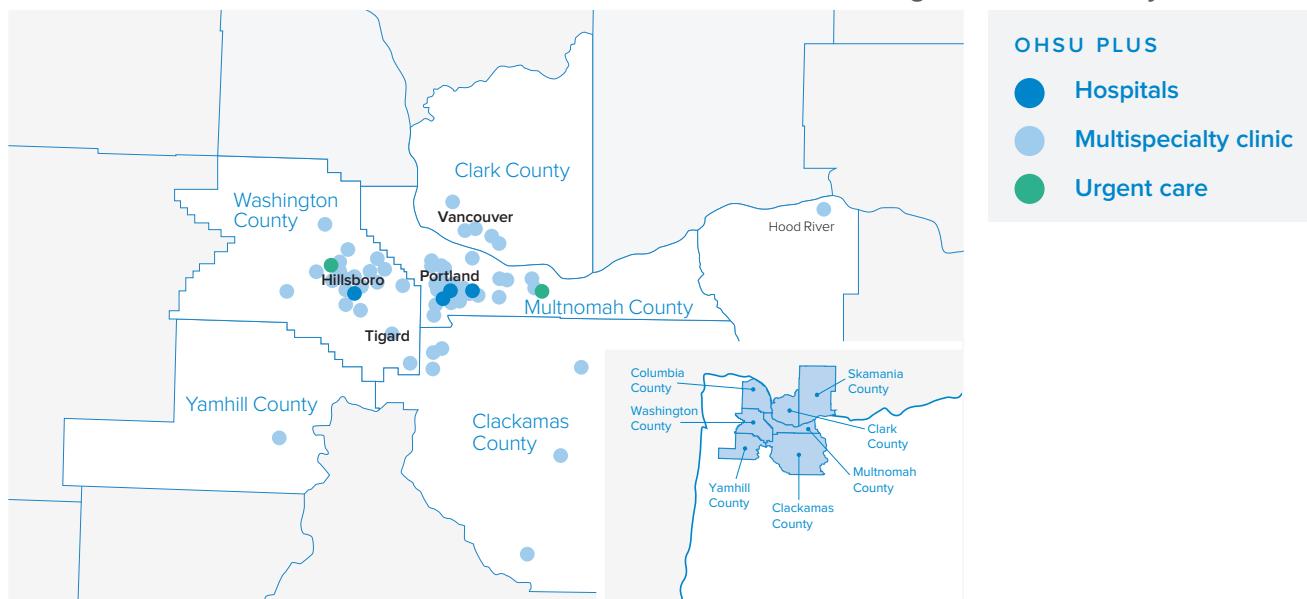 OHSU PLUS
Hospitals
Multispecialty clinic
Urgent care
Clark County
Washington
County
Vancouver
Hood River
Hillsboro
Portland
Multnomah County
Tigard
Yamhill County
Clackamas
County
Columbia
County
Skamania
County
Washington
County
Clark
County
Multnomah
County
Yamhill
County
Clackamas
County